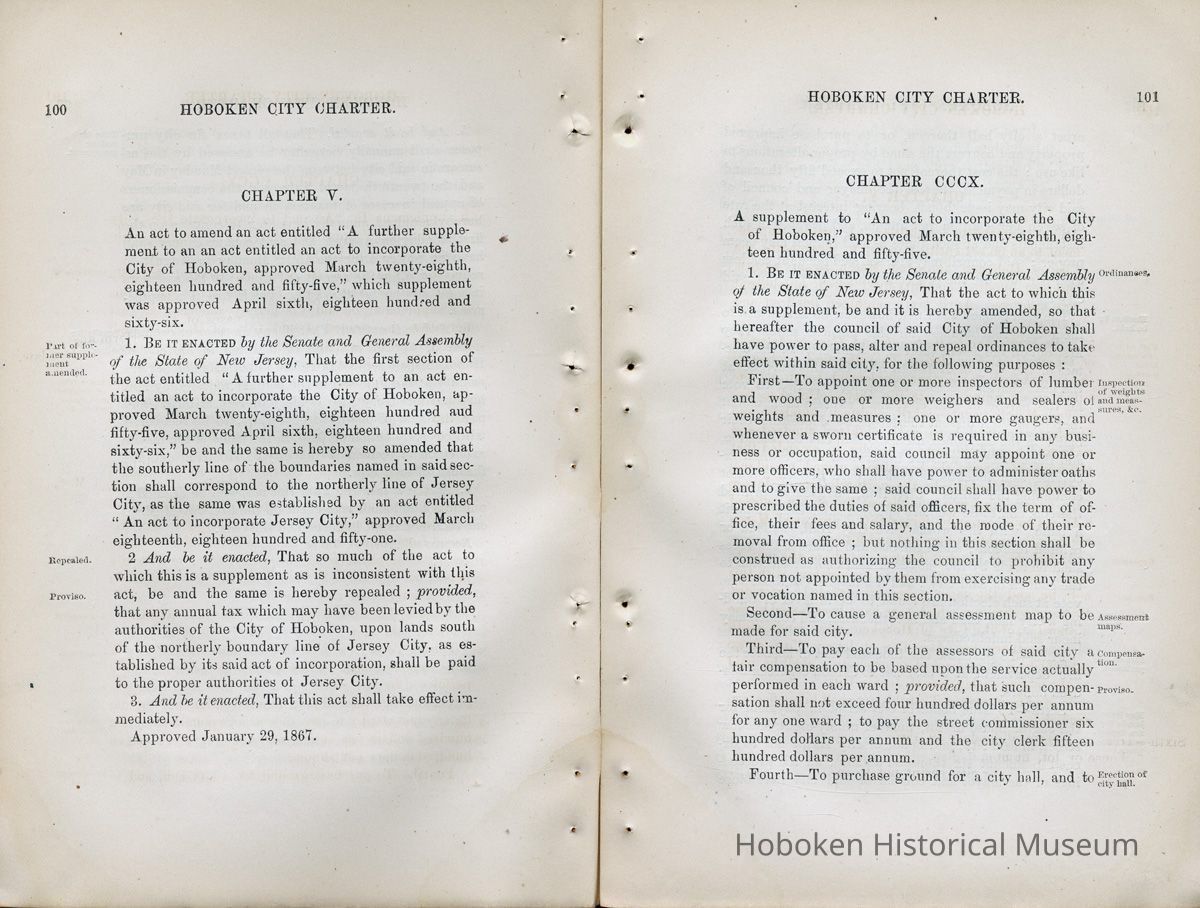 100
HOBOKEN CITY CHARTER.
CHAPTER V.
An act to amend an act entitled “A further supple-
ment to an an act entitled an act to incorporate the
City of Hoboken, approved March twenty-eighth,
eighteen hundred and fifty-five,” which supplement
was approved April sixth, eighteen hundred and
sixty-six.
Part of for-
mer supple-
ment
amended.
1. BE IT ENACTED by the Senate and General Assembly
of the State of New Jersey, That the first section of
the act entitled “A further supplement to an act en-
titled an act to incorporate the City of Hoboken, ap-
proved March twenty-eighth, eighteen hundred aud
fifty-five, approved April sixth, eighteen hundred and
sixty-six,” be and the same is hereby so amended that
the southerly line of the boundaries named in said sec-
tion shall correspond to the northerly line of Jersey
City, as the same was established by an act entitled
“An act to incorporate Jersey City,” approved March
eighteenth, eighteen hundred and fifty-one.
Repealed.
2 And be it enacted, That so much of the act to
which this is a supplement as is inconsistent with this
Proviso.
act, be and the same is hereby repealed ; provided,
that any annual tax which may have been levied by the
authorities of the City of Hoboken, upon lands south
of the northerly boundary line of Jersey City, as es-
tablished by its said act of incorporation, shall be paid
to the proper authorities of Jersey City.
3. And be it enacted, That this act shall take effect im-
mediately.
Approved January 29, 1867.
HOBOKEN CITY CHARTER.
101
CHAPTER CCCX.
A supplement to “An act to incorporate the City
of Hoboken,” approved March twenty-eighth, eigh-
teen hundred and fifty-five.
1. BE IT ENACTED by the Senate and General Assembly
Ordinances.
of the State of New Jersey, That the act to which this
is a supplement, be and it is hereby amended, so that
hereafter the council of said City of Hoboken shall
have power to pass, alter and repeal ordinances to take
effect within said city, for the following purposes :
First—To appoint one or more inspectors of lumber
and wood ; one or more weighers and sealers of
weights and measures ; one or more gaugers, and
Inspection
of weights
and meas-
sures, &c.
whenever a sworn certificate is required in any busi-
ness or occupation, said council may appoint one or
more officers, who shall have power to administer oaths
and to give the same ; said council shall have power to
prescribed the duties of said officers, fix the term of of-
fice, their fees and salary, and the mode of their re-
moval from office ; but nothing in this section shall be
construed as authorizing the council to prohibit any
person not appointed by them from exercising any trade
or vocation named in this section.
Second—To cause a general assessment map to be
made for said city.
Assessment
maps.
Third—To pay each of the assessors of said city a
fair compensation to be based upon the service actually
Compensa-
tion.
performed in each ward ; provided, that such compen-
Proviso.
sation shall not exceed four hundred dollars per annum
for any one ward ; to pay the street commissioner six
hundred dollars per annum and the city clerk fifteen
hundred dollars per annum.
Fourth—To purchase ground for a city hall, and to
Erection of
city hall.
Hoboken Historical Museum